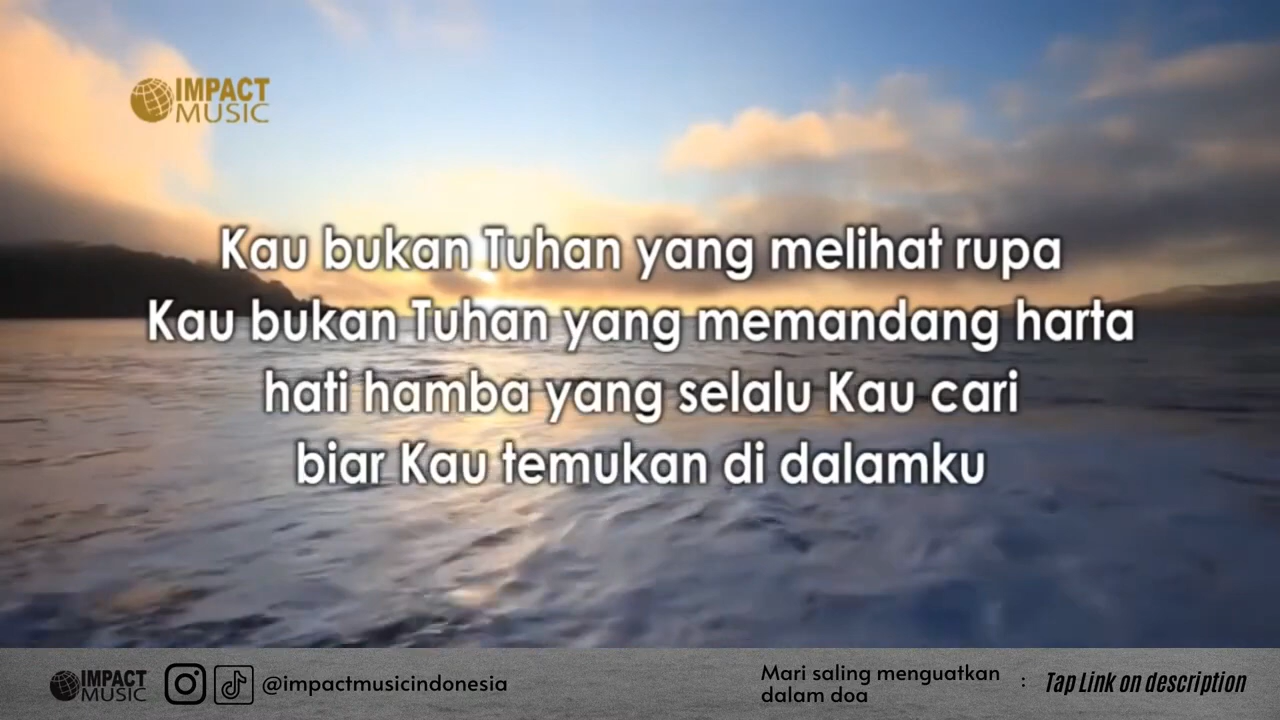 IMPACT
MUSIC
Kau bukan Tuhan yang melihat rupa
Kau bukan Tuhan yang memandang harta
hati hamba yang selalu Kau cari
biar Kau temukan di dalamku
IMPACT
MUSIC
@impactmusicindonesia
Mari saling menguatkan
dalam doa
: Tap Link on description